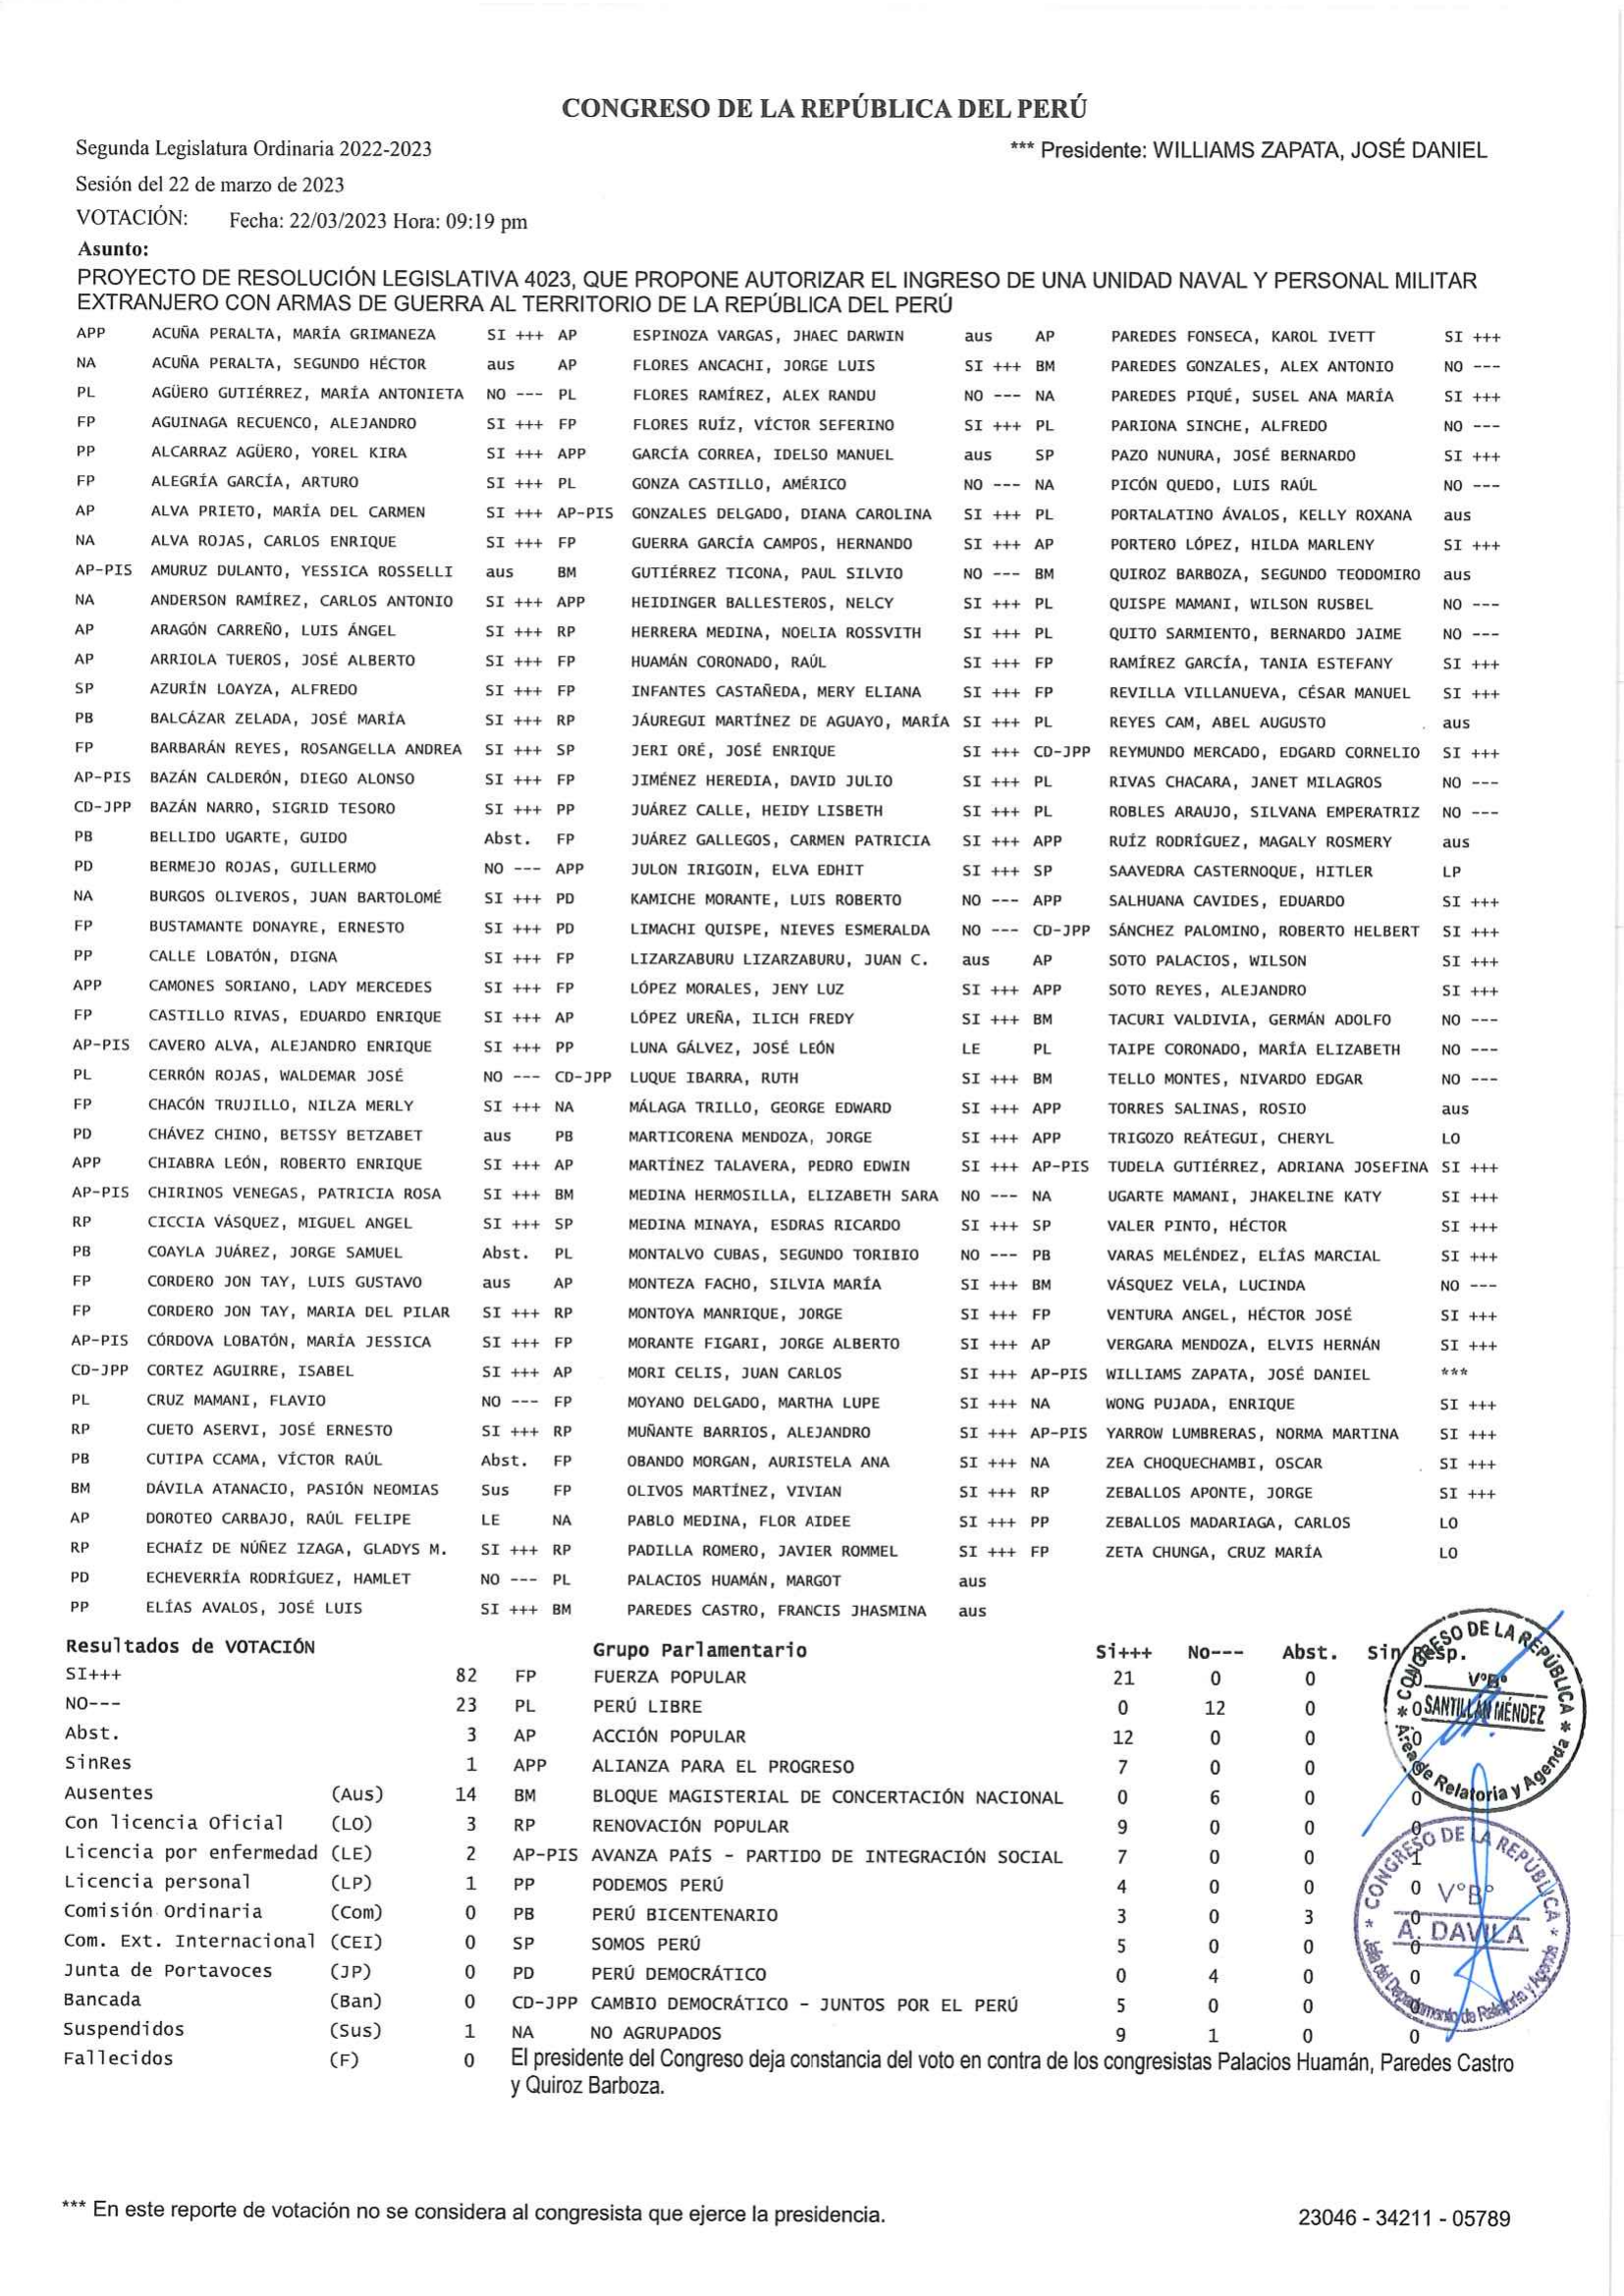 CONGRESO DE LA REPÚBLICA DEL PERÚ
Segunda Legislatura Ordinaria 2022-2023 *** Presidente: WILLIAMS ZAPATA, JOSÉ DANIEL
Sesión del 22 de marzo de 2023
VOTACIÓN: Fecha: 22/03/2023 Hora: 09:19 pm
Asunto:
PROYECTO DE RESOLUCIÓN LEGISLATIVA 4023, QUE PROPONE AUTORIZAR EL INGRESO DE UNA UNIDAD NAVAL Y PERSONAL MILITAR
EXTRANJERO CON ARMAS DE GUERRA AL TERRITORIO DE LA REPÚBLICA DEL PERÚ
APP ACUÑA PERALTA, MARÍA GRIMANEZA SI +++ AP ESPINOZA VARGAS, JHAEC DARWIN aus AP PAREDES FONSECA, KAROL IVETT SI +++
NA ACUÑA PERALTA, SEGUNDO HÉCTOR aus AP FLORES ANCACHI, JORGE LUIS SI +++ BM PAREDES GONZALES, ALEX ANTONIO NO ---
PL AGÜERO GUTIÉRREZ, MARÍA ANTONIETA NO --- PL FLORES RAMÍREZ, ALEX RANDU NO --- NA PAREDES PIQUÉ, SUSEL ANA MARÍA SI +++
FP AGUINAGA RECUENCO, ALEJANDRO SI +++ FP FLORES RUÍZ, VÍCTOR SEFERINO SI +++ PL PARIONA SINCHE, ALFREDO NO ---
PP ALCARRAZ AGÜERO, YOREL KIRA SI +++ APP GARCÍA CORREA, IDELSO MANUEL aus SP PAZO NUNURA, JOSÉ BERNARDO SI +++
FP ALEGRÍA GARCÍA, ARTURO SI +++ PL GONZA CASTILLO, AMÉRICO NO --- NA PICÓN QUEDO, LUIS RAÚL NO ---
AP ALVA PRIETO, MARÍA DEL CARMEN SI +++ AP-PIS GONZALES DELGADO, DIANA CAROLINA SI +++ PL PORTALATINO ÁVALOS, KELLY ROXANA aus
NA ALVA ROJAS, CARLOS ENRIQUE SI +++ FP GUERRA GARCÍA CAMPOS, HERNANDO SI +++ AP PORTERO LÓPEZ, HILDA MARLENY SI +++
AP-PIS AMURUZ DULANTO, YESSICA ROSSELLI aus BM GUTIÉRREZ TICONA, PAUL SILVIO NO --- BM QUIROZ BARBOZA, SEGUNDO TEODOMIRO aus
NA ANDERSON RAMÍREZ, CARLOS ANTONIO SI +++ APP HEIDINGER BALLESTEROS, NELCY SI +++ PL QUISPE MAMANI, WILSON RUSBEL NO ---
AP ARAGÓN CARREÑO, LUIS ÁNGEL SI +++ RP HERRERA MEDINA, NOELIA ROSSVITH SI +++ PL QUITO SARMIENTO, BERNARDO JAIME NO ---
AP ARRIOLA TUEROS, JOSÉ ALBERTO SI +++ FP HUAMÁN CORONADO, RAÚL SI +++ FP RAMÍREZ GARCÍA, TANIA ESTEFANY SI +++
SP AZURÍN LOAYZA, ALFREDO SI +++ FP INFANTES CASTAÑEDA, MERY ELIANA SI +++ FP REVILLA VILLANUEVA, CÉSAR MANUEL SI +++
PB BALCÁZAR ZELADA, JOSÉ MARÍA SI +++ RP JÁUREGUI MARTÍNEZ DE AGUAYO, MARÍA SI +++ PL REYES CAM, ABEL AUGUSTO aus
FP BARBARÁN REYES, ROSANGELLA ANDREA SI +++ SP JERI ORÉ, JOSÉ ENRIQUE SI +++ CD-JPP REYMUNDO MERCADO, EDGARD CORNELIO SI +++
AP-PIS BAZÁN CALDERÓN, DIEGO ALONSO SI +++ FP JIMÉNEZ HEREDIA, DAVID JULIO SI +++ PL RIVAS CHACARA, JANET MILAGROS NO ---
CD-JPP BAZÁN NARRO, SIGRID TESORO SI +++ PP JUÁREZ CALLE, HEIDY LISBETH SI +++ PL ROBLES ARAUJO, SILVANA EMPERATRIZ NO ---
PB BELLIDO UGARTE, GUIDO Abst. FP JUÁREZ GALLEGOS, CARMEN PATRICIA SI +++ APP RUÍZ RODRÍGUEZ, MAGALY ROSMERY aus
PD BERMEJO ROJAS, GUILLERMO NO --- APP JULON IRIGOIN, ELVA EDHIT SI +++ SP SAAVEDRA CASTERNOQUE, HITLER LP
NA BURGOS OLIVEROS, JUAN BARTOLOMÉ SI +++ PD KAMICHE MORANTE, LUIS ROBERTO NO --- APP SALHUANA CAVIDES, EDUARDO SI +++
FP BUSTAMANTE DONAYRE, ERNESTO SI +++ PD LIMACHI QUISPE, NIEVES ESMERALDA NO --- CD-JPP SÁNCHEZ PALOMINO, ROBERTO HELBERT SI +++
PP CALLE LOBATÓN, DIGNA SI +++ FP LIZARZABURU LIZARZABURU, JUAN C. aus AP SOTO PALACIOS, WILSON SI +++
APP CAMONES SORIANO, LADY MERCEDES SI +++ FP LÓPEZ MORALES, JENY LUZ SI +++ APP SOTO REYES, ALEJANDRO SI +++
FP CASTILLO RIVAS, EDUARDO ENRIQUE SI +++ AP LÓPEZ UREÑA, ILICH FREDY SI +++ BM TACURI VALDIVIA, GERMÁN ADOLFO NO ---
AP-PIS CAVERO ALVA, ALEJANDRO ENRIQUE SI +++ PP LUNA GÁLVEZ, JOSÉ LEÓN LE PL TAIPE CORONADO, MARÍA ELIZABETH NO ---
PL CERRÓN ROJAS, WALDEMAR JOSÉ NO --- CD-JPP LUQUE IBARRA, RUTH SI +++ BM TELLO MONTES, NIVARDO EDGAR NO ---
FP CHACÓN TRUJILLO, NILZA MERLY SI +++ NA MÁLAGA TRILLO, GEORGE EDWARD SI +++ APP TORRES SALINAS, ROSIO aus
PD CHÁVEZ CHINO, BETSSY BETZABET aus PB MARTICORENA MENDOZA, JORGE SI +++ APP TRIGOZO REÁTEGUI, CHERYL LO
APP CHIABRA LEÓN, ROBERTO ENRIQUE SI +++ AP MARTÍNEZ TALAVERA, PEDRO EDWIN SI +++ AP-PIS TUDELA GUTIÉRREZ, ADRIANA JOSEFINA SI +++
AP-PIS CHIRINOS VENEGAS, PATRICIA ROSA SI +++ BM MEDINA HERMOSILLA, ELIZABETH SARA NO --- NA UGARTE MAMANI, JHAKELINE KATY SI +++
RP CICCIA VÁSQUEZ, MIGUEL ANGEL SI +++ SP MEDINA MINAYA, ESDRAS RICARDO SI +++ SP VALER PINTO, HÉCTOR SI +++
PB COAYLA JUÁREZ, JORGE SAMUEL Abst. PL MONTALVO CUBAS, SEGUNDO TORIBIO NO --- PB VARAS MELÉNDEZ, ELÍAS MARCIAL SI +++
FP CORDERO JON TAY, LUIS GUSTAVO aus AP MONTEZA FACHO, SILVIA MARÍA SI +++ BM VÁSQUEZ VELA, LUCINDA NO ---
FP CORDERO JON TAY, MARIA DEL PILAR SI +++ RP MONTOYA MANRIQUE, JORGE SI +++ FP VENTURA ANGEL, HÉCTOR JOSÉ SI +++
AP-PIS CÓRDOVA LOBATÓN, MARÍA JESSICA SI +++ FP MORANTE FIGARI, JORGE ALBERTO SI +++ AP VERGARA MENDOZA, ELVIS HERNÁN SI +++
CD-JPP CORTEZ AGUIRRE, ISABEL SI +++ AP MORI CELIS, JUAN CARLOS SI +++ AP-PIS WILLIAMS ZAPATA, JOSÉ DANIEL ***
PL CRUZ MAMANI, FLAVIO NO --- FP MOYANO DELGADO, MARTHA LUPE SI +++ NA WONG PUJADA, ENRIQUE SI +++
RP CUETO ASERVI, JOSÉ ERNESTO SI +++ RP MUÑANTE BARRIOS, ALEJANDRO SI +++ AP-PIS YARROW LUMBRERAS, NORMA MARTINA SI +++
PB CUTIPA CCAMA, VÍCTOR RAÚL Abst. FP OBANDO MORGAN, AURISTELA ANA SI +++ NA ZEA CHOQUECHAMBI, OSCAR SI +++
BM DÁVILA ATANACIO, PASIÓN NEOMIAS Sus FP OLIVOS MARTÍNEZ, VIVIAN SI +++ RP ZEBALLOS APONTE, JORGE SI +++
AP DOROTEO CARBAJO, RAÚL FELIPE LE NA PABLO MEDINA, FLOR AIDEE SI +++ PP ZEBALLOS MADARIAGA, CARLOS LO
RP ECHAÍZ DE NÚÑEZ IZAGA, GLADYS M. SI +++ RP PADILLA ROMERO, JAVIER ROMMEL SI +++ FP ZETA CHUNGA, CRUZ MARÍA LO
PD ECHEVERRÍA RODRÍGUEZ, HAMLET NO --- PL PALACIOS HUAMÁN, MARGOT aus
PP ELÍAS AVALOS, JOSÉ LUIS SI +++ BM PAREDES CASTRO, FRANCIS JHASMINA aus
Resultados de VOTACIÓN Grupo Parlamentario Si+++ No--- Abst. Sin Resp.
SI+++ 82 FP FUERZA POPULAR 21 0 0 0
NO--- 23 PL PERÚ LIBRE 0 12 0 0
Abst. 3 AP ACCIÓN POPULAR 12 0 0 0
SinRes 1 APP ALIANZA PARA EL PROGRESO 7 0 0
Ausentes (Aus) 14 BM BLOQUE MAGISTERIAL DE CONCERTACIÓN NACIONAL 0 6 0 0
Con licencia Oficial (LO) 3 RP RENOVACIÓN POPULAR 9 0 0 0
Licencia por enfermedad (LE) 2 AP-PIS AVANZA PAÍS - PARTIDO DE INTEGRACIÓN SOCIAL 7 0 0 1
Licencia personal (LP) 1 PP PODEMOS PERÚ 4 0 0 0
Comisión Ordinaria (Com) 0 PB PERÚ BICENTENARIO 3 0 3 0
Com. Ext. Internacional (CEI) 0 SP SOMOS PERÚ 5 0 0 0
Junta de Portavoces (JP) 0 PD PERÚ DEMOCRÁTICO 0 4 0 0
Bancada (Ban) 0 CD-JPP CAMBIO DEMOCRÁTICO - JUNTOS POR EL PERÚ 5 0 0 0
Suspendidos (Sus) 1 NA NO AGRUPADOS 9 1 0 0
Fallecidos (F) 0 El presidente del Congreso deja constancia del voto en contra de los congresistas Palacios Huamán, Paredes Castro
y Quiroz Barboza.
CONGRESO DE LA REPÚBLICA
V°B°
SANTILLÁN MÉNDEZ
Área de Relatoría y Agenda
CONGRESO DE LA REPÚBLICA
V°B°
A. DAVILA
Jefa del Departamento de Relatoría y Agenda
*** En este reporte de votación no se considera al congresista que ejerce la presidencia. 23046 - 34211 - 05789